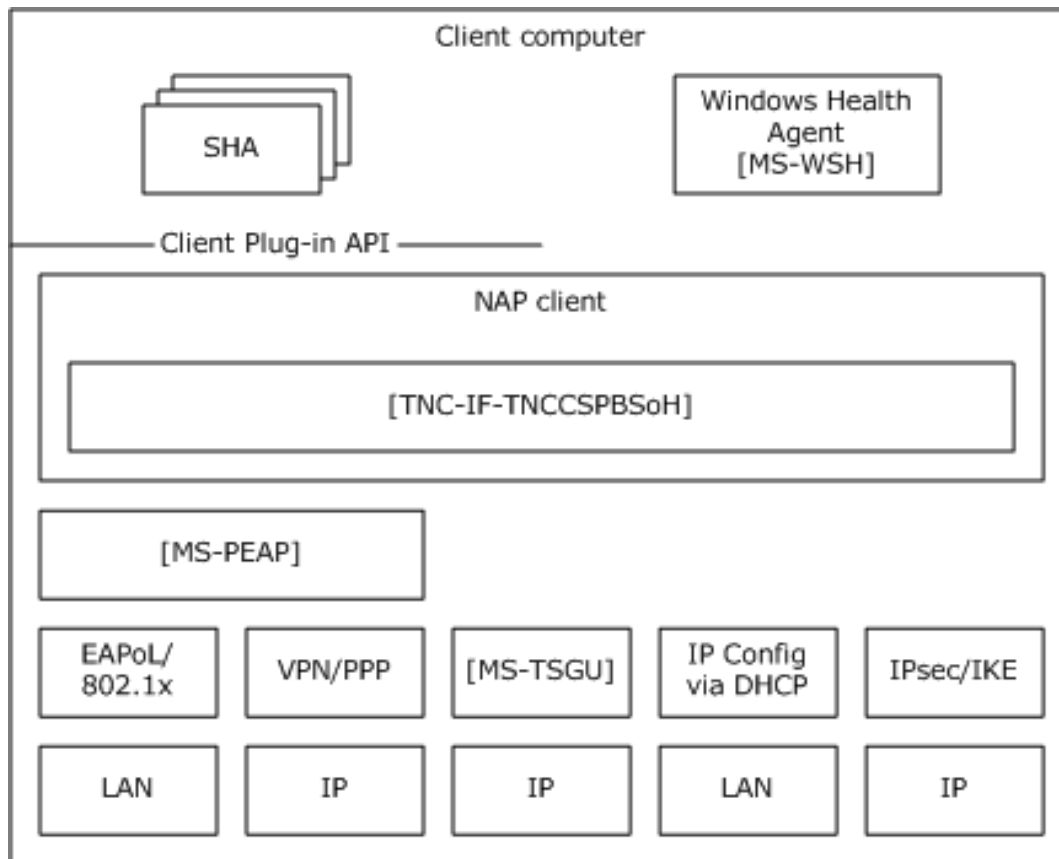 Client computer
SHA
Windows Health
Agent
[MS-WSH]
Client Plug-in API
NAP client
[TNC-IF-TNCCSPBSoH]
[MS-PEAP]
EAPoL/
802.1x
VPN/PPP
[MS-TSGU]
IP Config
via DHCP
IPsec/IKE
LAN
IP
IP
LAN
IP